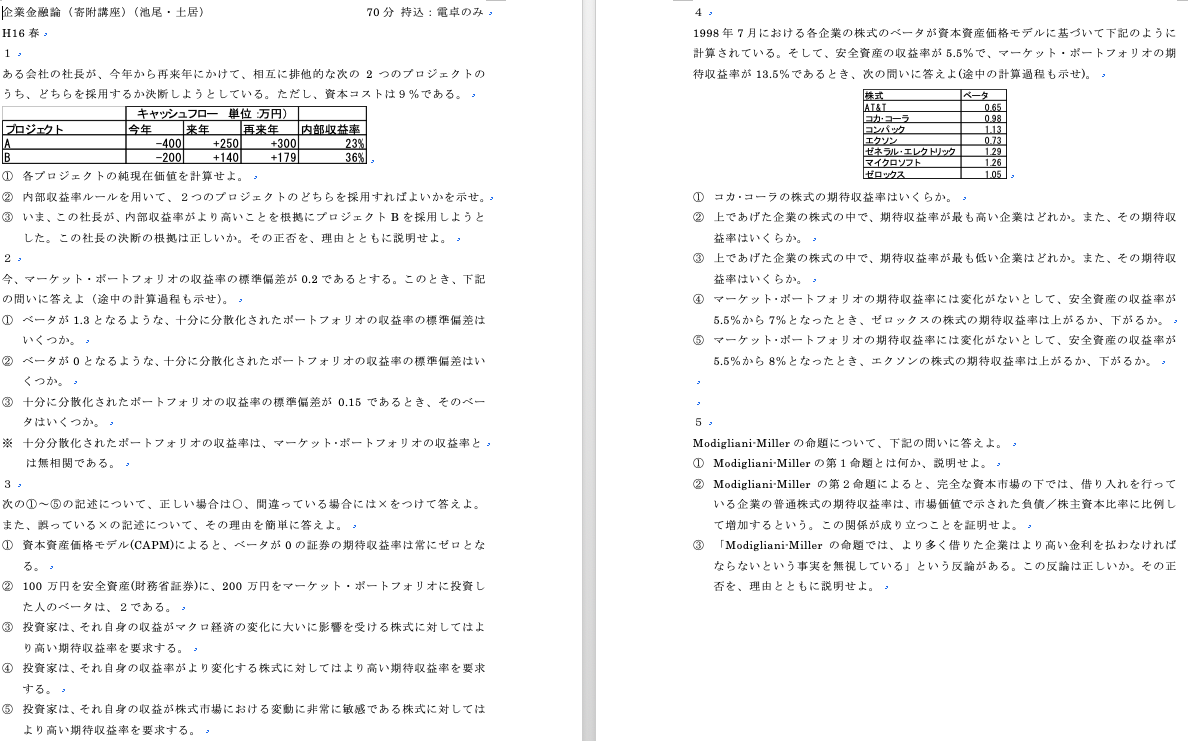 企業金融論（寄附講座）（池尾・土居） 70分 持込：電卓のみ
H16春
1
ある会社の社長が、今年から再来年にかけて、相互に排他的な次の 2 つのプロジェクトの
うち、どちらを採用するか決断しようとしている。ただし、資本コストは９％である。
キャッシュフロー 単位：万円）
プロジェクト 今年 来年 再来年 内部収益率
A −400 +250 +300 23%
B −200 +140 +179 36%
① 各プロジェクトの純現在価値を計算せよ。
② 内部収益率ルールを用いて、２つのプロジェクトのどちらを採用すればよいかを示せ。
③ いま、この社長が、内部収益率がより高いことを根拠にプロジェクト B を採用しようと
した。この社長の決断の根拠は正しいか。その正否を、理由とともに説明せよ。
２
今、マーケット・ポートフォリオの収益率の標準偏差が 0.2 であるとする。このとき、下記
の問いに答えよ（途中の計算過程も示せ）。
① ベータが 1.3 となるような、十分に分散化されたポートフォリオの収益率の標準偏差は
いくつか。
② ベータが 0 となるような、十分に分散化されたポートフォリオの収益率の標準偏差はい
くつか。
③ 十分に分散化されたポートフォリオの収益率の標準偏差が 0.15 であるとき、そのベー
タはいくつか。
※ 十分分散化されたポートフォリオの収益率は、マーケット・ポートフォリオの収益率と
は無相関である。
３
次の①〜⑤の記述について、正しい場合は○、間違っている場合には×をつけて答えよ。
また、誤っている×の記述について、その理由を簡単に答えよ。
① 資本資産価格モデル(CAPM)によると、ベータが 0 の証券の期待収益率は常にゼロとな
る。
② 100 万円を安全資産(財務省証券)に、200 万円をマーケット・ポートフォリオに投資し
た人のベータは、２である。
③ 投資家は、それ自身の収益がマクロ経済の変化に大いに影響を受ける株式に対してはよ
り高い期待収益率を要求する。
④ 投資家は、それ自身の収益率がより変化する株式に対してはより高い期待収益率を要求
する。
⑤ 投資家は、それ自身の収益が株式市場における変動に非常に敏感である株式に対しては
より高い期待収益率を要求する。
４
1998 年 7 月における各企業の株式のベータが資本資産価格モデルに基づいて下記のように
計算されている。そして、安全資産の収益率が 5.5％で、マーケット・ポートフォリオの期
待収益率が 13.5％であるとき、次の問いに答えよ(途中の計算過程も示せ)。
株式 ベータ
AT&T 0.65
コカ・コーラ 0.98
コンパック 1.13
エクソン 0.73
ゼネラル・エレクトリック 1.29
マイクロソフト 1.26
ゼロックス 1.05
① コカ・コーラの株式の期待収益率はいくらか。
② 上であげた企業の株式の中で、期待収益率が最も高い企業はどれか。また、その期待収
益率はいくらか。
③ 上であげた企業の株式の中で、期待収益率が最も低い企業はどれか。また、その期待収
益率はいくらか。
④ マーケット・ポートフォリオの期待収益率には変化がないとして、安全資産の収益率が
5.5％から 7％となったとき、ゼロックスの株式の期待収益率は上がるか、下がるか。
⑤ マーケット・ポートフォリオの期待収益率には変化がないとして、安全資産の収益率が
5.5％から 8％となったとき、エクソンの株式の期待収益率は上がるか、下がるか。
５
Modigliani-Miller の命題について、下記の問いに答えよ。
① Modigliani-Miller の第１命題とは何か、説明せよ。
② Modigliani-Miller の第２命題によると、完全な資本市場の下では、借り入れを行って
いる企業の普通株式の期待収益率は、市場価値で示された負債／株主資本比率に比例し
て増加するという。この関係が成り立つことを証明せよ。
③ 「Modigliani-Miller の命題では、より多く借りた企業はより高い金利を払わなければ
ならないという事実を無視している」という反論がある。この反論は正しいか。その正
否を、理由とともに説明せよ。